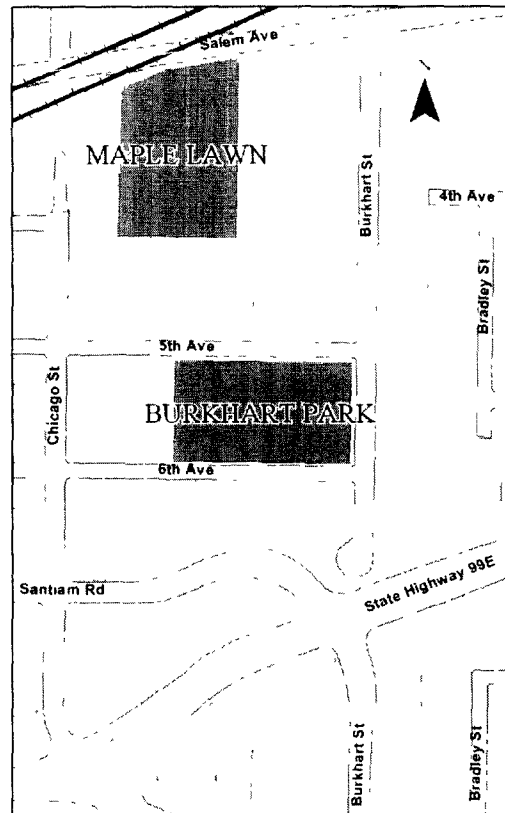 Salem Ave
MAPLE LAWN
Burkhart St
4th Ave
Bradley St
5th Ave
Chicago St
BURKHART PARK
6th Ave
Santiam Rd
State Highway 99E
Burkhart St
Bradley St